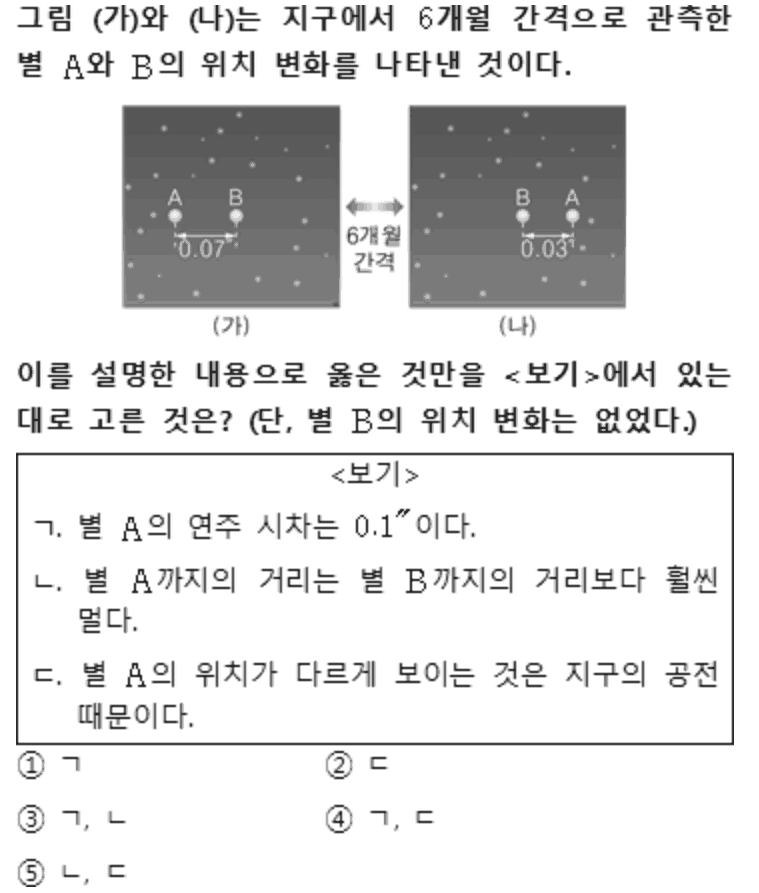 그림 (가)와 (나)는 지구에서 6개월 간격으로 관측한
별 A와 B의 위치 변화를 나타낸 것이다.
A B
0.07″
(가)
6개월
간격
B A
0.03″
(나)
이를 설명한 내용으로 옳은 것만을 <보기>에서 있는
대로 고른 것은? (단, 별 B의 위치 변화는 없었다.)
<보기>
ㄱ. 별 A의 연주 시차는 0.1″이다.
ㄴ. 별 A까지의 거리는 별 B까지의 거리보다 훨씬
멀다.
ㄷ. 별 A의 위치가 다르게 보이는 것은 지구의 공전
때문이다.
① ㄱ ② ㄷ
③ ㄱ, ㄴ ④ ㄱ, ㄷ
⑤ ㄴ, ㄷ